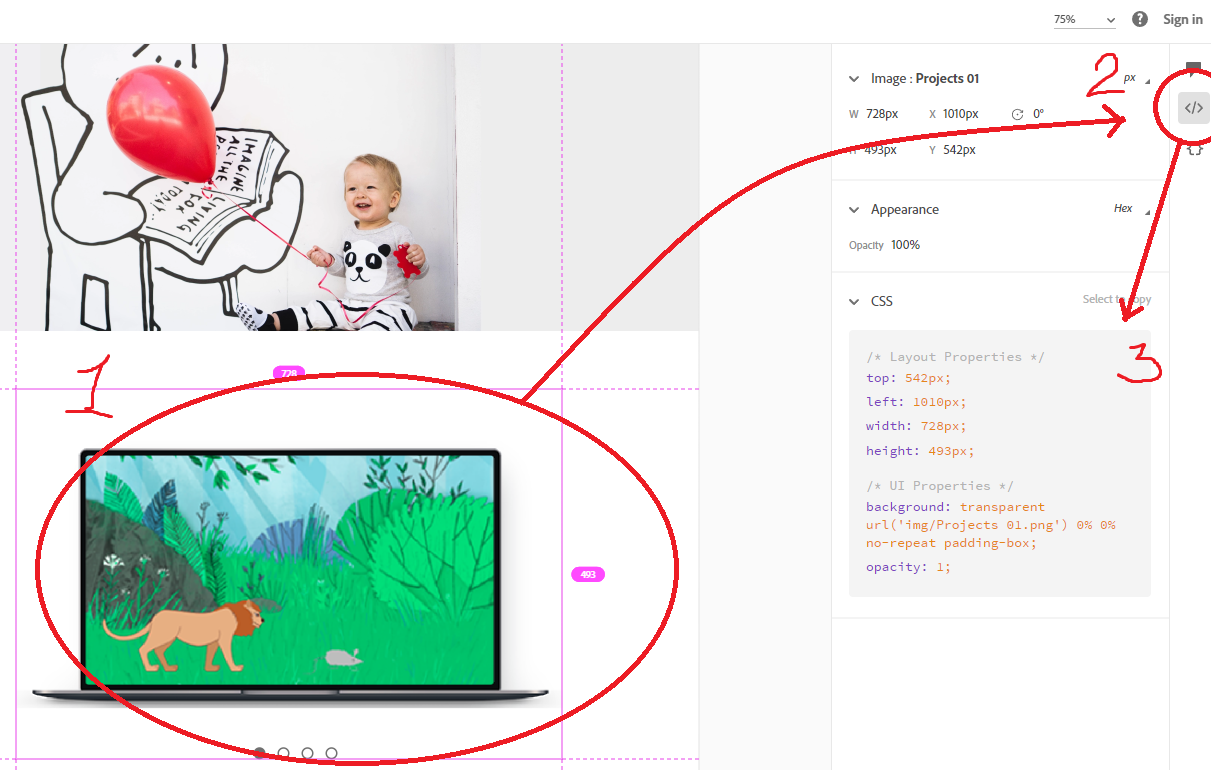 75%
?
Sign in
Image : Projects 01
px
2
W 728px X 1010px 0°
H 493px Y 542px
</>
{}
IMAGINE
ALL THE
TODAY
LIVING
FOX
Appearance
Hex
Opacity 100%
CSS
Select to copy
3
/* Layout Properties */
top: 542px;
left: 1010px;
width: 728px;
height: 493px;
/* UI Properties */
background: transparent
url('img/Projects 01.png') 0% 0%
no-repeat padding-box;
opacity: 1;
1
728
493